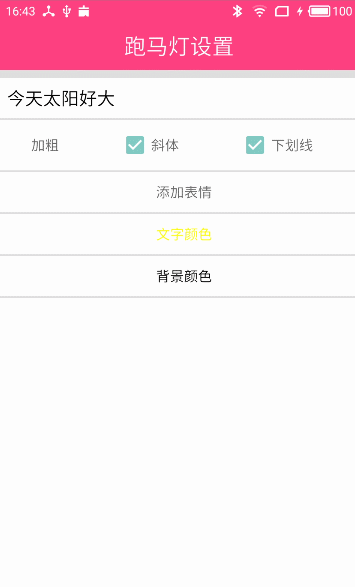 16:43 100
跑马灯设置
今天太阳好大
加粗 斜体 下划线
添加表情
文字颜色
背景颜色